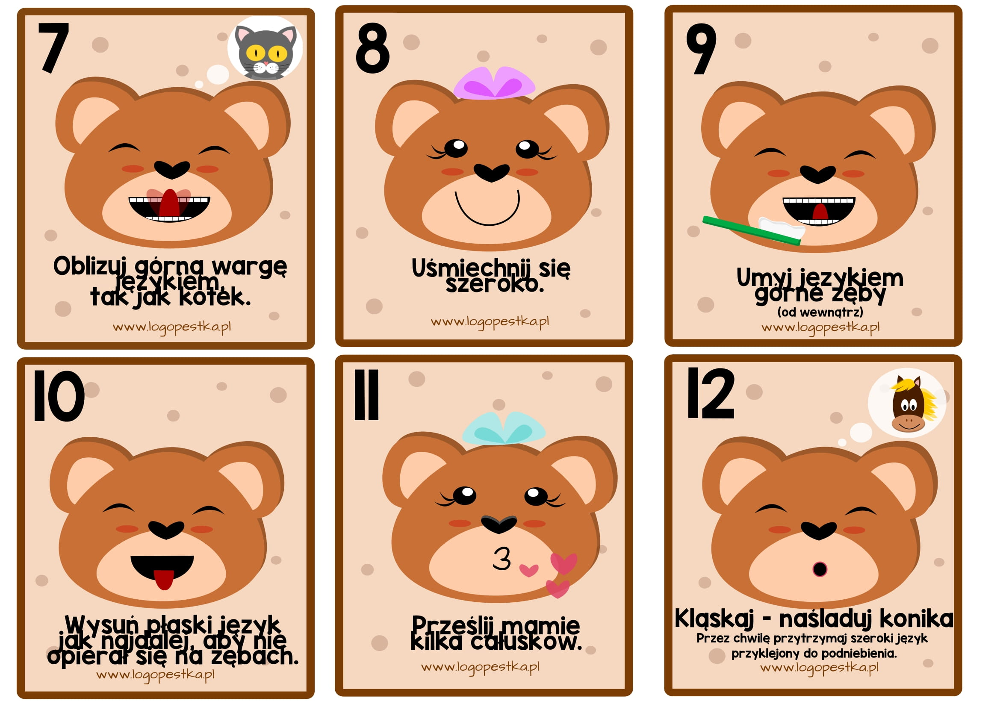 7
Oblizuj górną wargę
językiem,
tak jak kotek.
www.logopestka.pl
8
Uśmiechnij się
szeroko.
www.logopestka.pl
9
Umyj językiem
górne zęby
(od wewnątrz)
www.logopestka.pl
10
Wysuń płaski język
jak najdalej, aby nie
opierał się na zębach.
www.logopestka.pl
11
Prześlij mamie
kilka całusków.
www.logopestka.pl
12
Kląskaj - naśladuj konika
Przez chwilę przytrzymaj szeroki język
przyklejony do podniebienia.
www.logopestka.pl